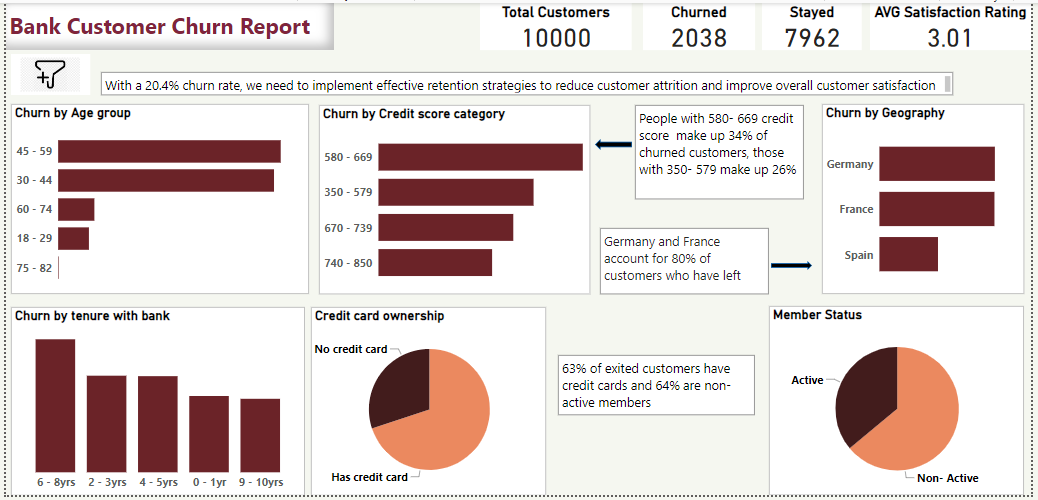 Bank Customer Churn Report
Total Customers
10000
Churned
2038
Stayed
7962
AVG Satisfaction Rating
3.01
With a 20.4% churn rate, we need to implement effective retention strategies to reduce customer attrition and improve overall customer satisfaction
Churn by Age group
45 - 59
30 - 44
60 - 74
18 - 29
75 - 82
Churn by Credit score category
580 - 669
350 - 579
670 - 739
740 - 850
People with 580- 669 credit
score make up 34% of
churned customers, those
with 350- 579 make up 26%
Germany and France
account for 80% of
customers who have left
Churn by Geography
Germany
France
Spain
Churn by tenure with bank
6 - 8yrs
2 - 3yrs
4 - 5yrs
0 - 1yr
9 - 10yrs
Credit card ownership
No credit card
Has credit card
63% of exited customers have
credit cards and 64% are non-
active members
Member Status
Active
Non- Active